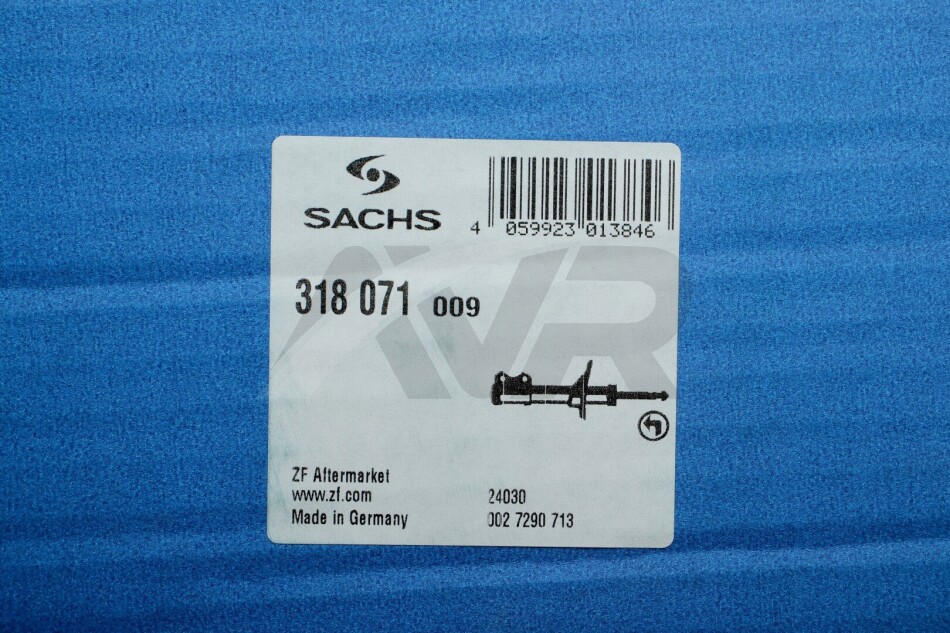 SACHS
4 059923 013846
318 071 009
AVR
ZF Aftermarket
www.zf.com
Made in Germany
24030
002 7290 713